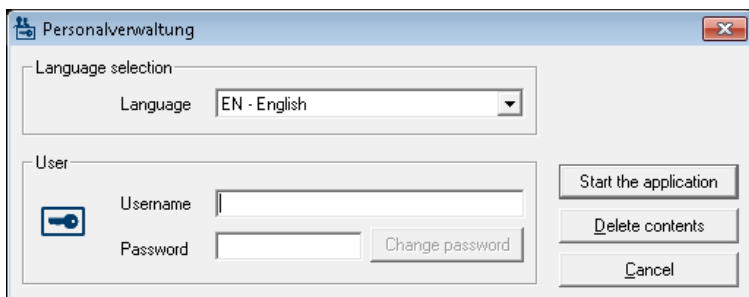 Personalverwaltung
Language selection
Language
EN - English
User
Username
Password
Change password
Start the application
Delete contents
Cancel